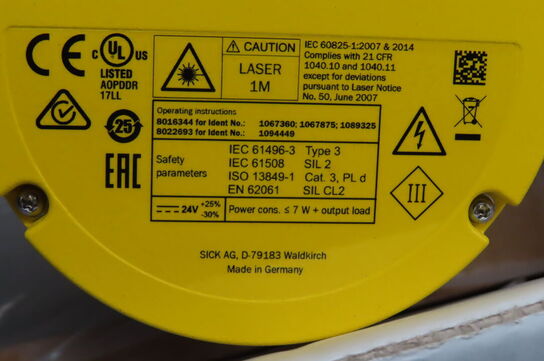 CE
c UL US
LISTED
AOPDDR
17LL
25
EAC
CAUTION
LASER
1M
IEC 60825-1:2007 & 2014
Complies with 21 CFR
1040.10 and 1040.11
except for deviations
pursuant to Laser Notice
No. 50, June 2007
Operating instructions
8016344 for Ident No.: 1067360; 1067875; 1089325
8022693 for Ident No.: 1094449
Safety
parameters
IEC 61496-3 Type 3
IEC 61508 SIL 2
ISO 13849-1 Cat. 3, PL d
EN 62061 SIL CL2
24V +25%
-30%
Power cons. ≤ 7 W + output load
III
SICK AG, D-79183 Waldkirch
Made in Germany